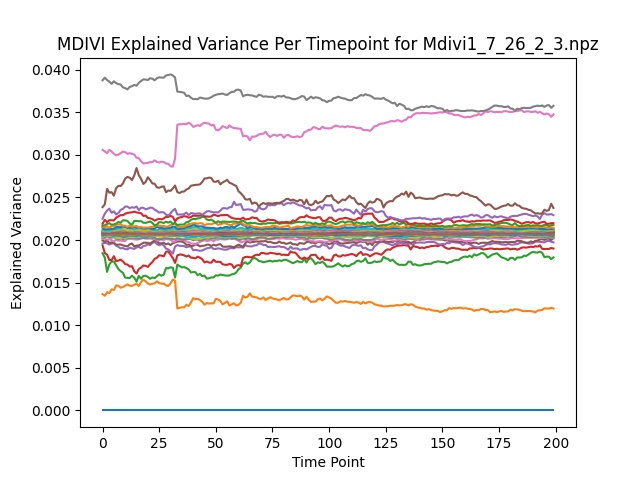 MDIVI Explained Variance Per Timepoint for Mdivi1_7_26_2_3.npz
0.040
0.035
0.030
0.025
0.020
0.015
0.010
0.005
0.000
Explained Variance
0 25 50 75 100 125 150 175 200
Time Point